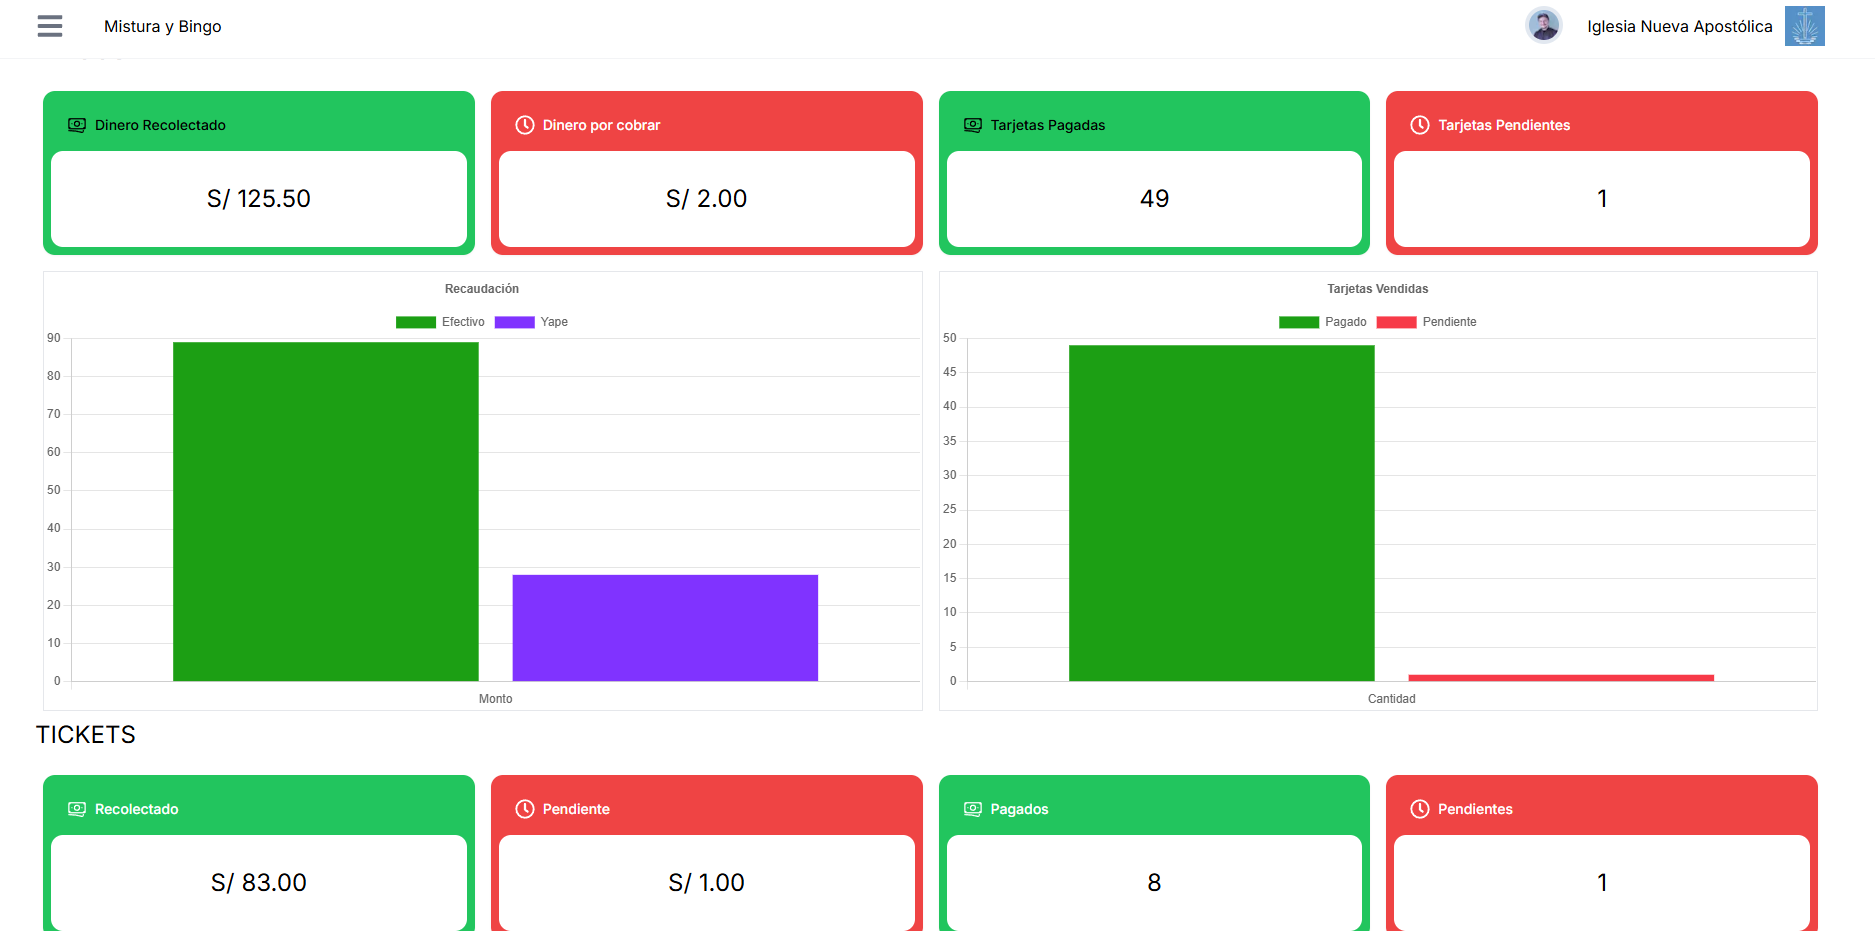 Mistura y Bingo
Iglesia Nueva Apostólica
Dinero Recolectado
S/ 125.50
Dinero por cobrar
S/ 2.00
Tarjetas Pagadas
49
Tarjetas Pendientes
1
Recaudación
Efectivo
Yape
90
80
70
60
50
40
30
20
10
0
Monto
Tarjetas Vendidas
Pagado
Pendiente
50
45
40
35
30
25
20
15
10
5
0
Cantidad
TICKETS
Recolectado
S/ 83.00
Pendiente
S/ 1.00
Pagados
8
Pendientes
1